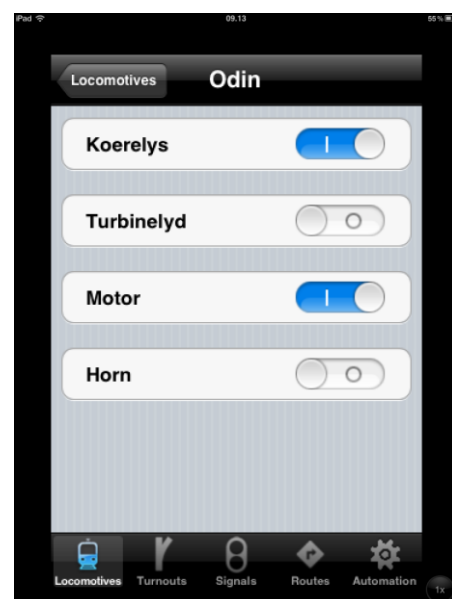 iPad 09.13 55 %
Locomotives Odin
Koerelys
Turbinelyd
Motor
Horn
Locomotives Turnouts Signals Routes Automation
1x